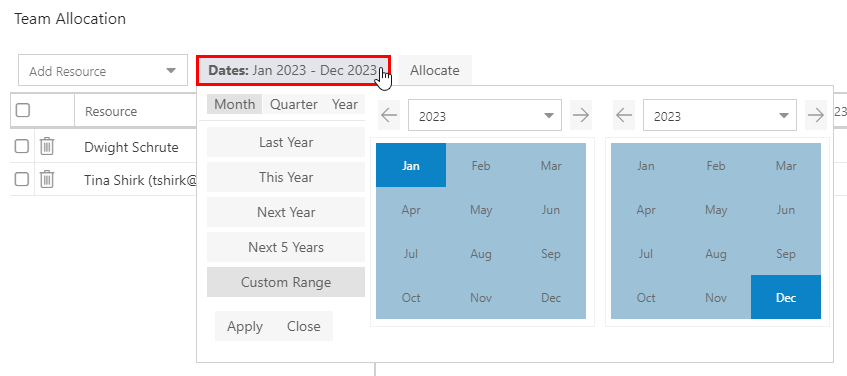 Team Allocation
Add Resource Dates: Jan 2023 - Dec 2023 Allocate
Resource
Month Quarter Year
2023 2023
Last Year
This Year
Next Year
Next 5 Years
Custom Range
Apply Close
Jan Feb Mar
Apr May Jun
Jul Aug Sep
Oct Nov Dec
Jan Feb Mar
Apr May Jun
Jul Aug Sep
Oct Nov Dec
23
Dwight Schrute
Tina Shirk (tshirk@